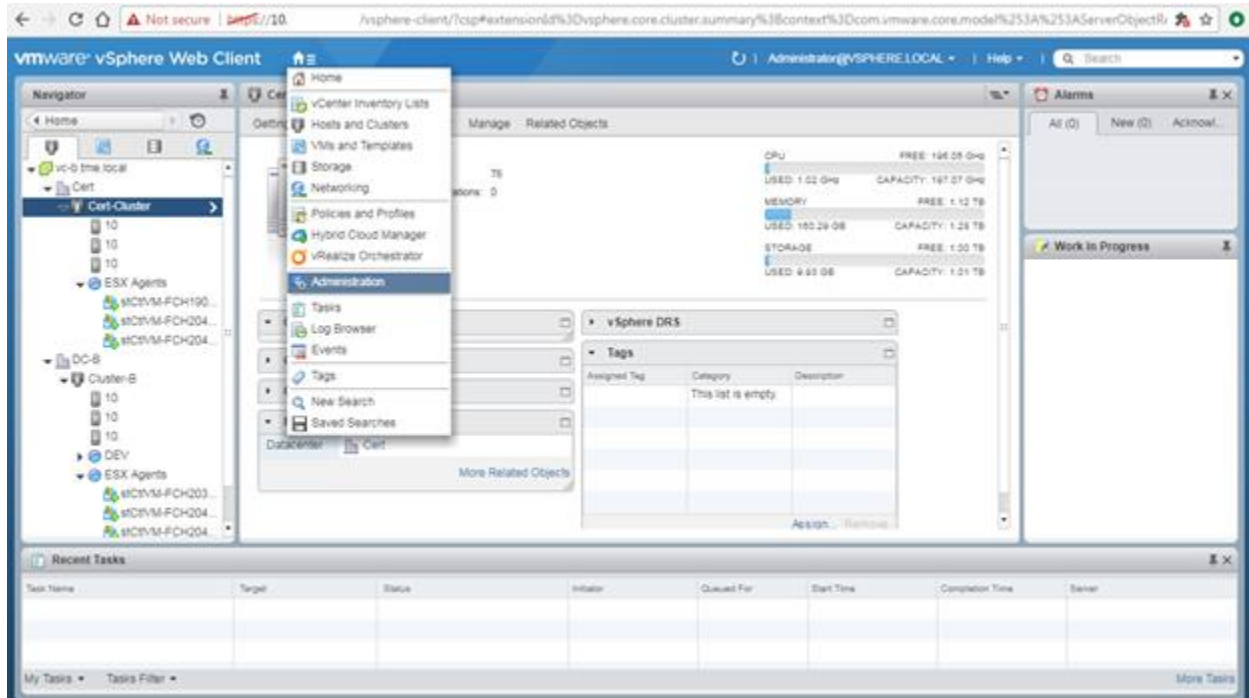 Not secure | https://10. /vsphere-client/?csp#extensionId%3Dvsphere.core.cluster.summary%3Bcontext%3Dcom.vmware.core.model%253A%253AServerObjectR
vmware® vSphere Web Client
1 Administrator@VSPHERE.LOCAL
Help
Search
Navigator
Home
vc-b.tme.local
Cert
Cert-Cluster
10
10
10
ESX Agents
stCtlVM-FCH190...
stCtlVM-FCH204...
stCtlVM-FCH204...
DC-B
Cluster-B
10
10
10.
DEV
ESX Agents
stCtlVM-FCH203...
stCtlVM-FCH204...
stCtlVM-FCH204...
Home
vCenter Inventory Lists
Hosts and Clusters
VMs and Templates
Storage
Networking
Policies and Profiles
Hybrid Cloud Manager
vRealize Orchestrator
Administration
Tasks
Log Browser
Events
Tags
New Search
Saved Searches
Manage Related Objects
75
0
CPU FREE: 196.05 GHz
USED: 1.02 GHz CAPACITY: 197.07 GHz
MEMORY FREE: 1.12 TB
USED: 160.29 GB CAPACITY: 1.28 TB
STORAGE FREE: 1.00 TB
CAPACITY: 1.01 TB
vSphere DRS
Tags
Assigned Tag Category Description
This list is empty.
Assign... Remove
Datacenter Cert
More Related Objects
Alarms
All (0) New (0) Acknowl...
Work In Progress
Recent Tasks
Task Name Target Status Initiator Queued For Start Time Completion Time Server
My Tasks Tasks Filter
More Tasks